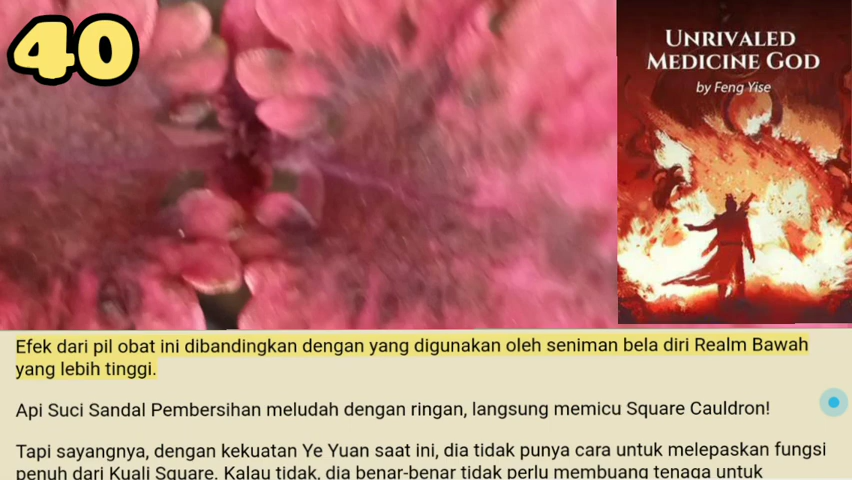 40
UNRIVALED
MEDICINE GOD
by Feng Yise
Efek dari pil obat ini dibandingkan dengan yang digunakan oleh seniman bela diri Realm Bawah
yang lebih tinggi.
Api Suci Sandal Pembersihan meludah dengan ringan, langsung memicu Square Cauldron!
Tapi sayangnya, dengan kekuatan Ye Yuan saat ini, dia tidak punya cara untuk melepaskan fungsi
penuh dari Kuali Square. Kalau tidak, dia benar-benar tidak perlu membuang tenaga untuk